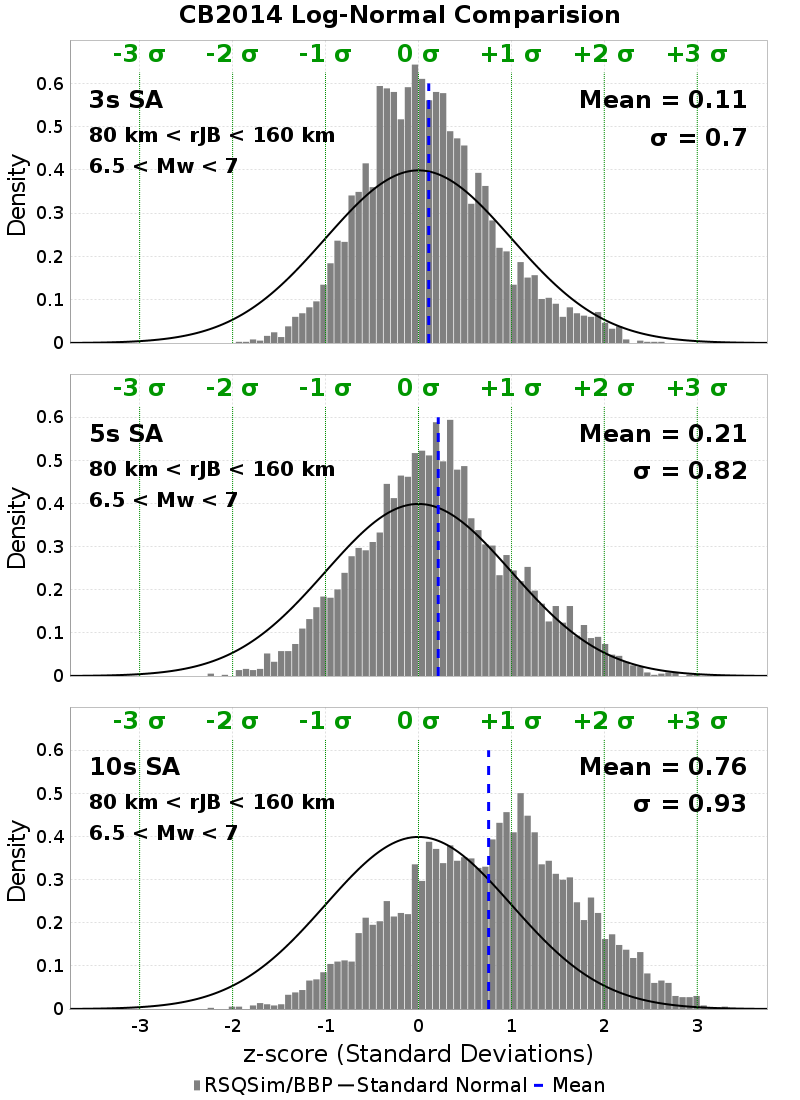 CB2014 Log-Normal Comparision
-3 σ -2 σ -1 σ 0 σ +1 σ +2 σ +3 σ
3s SA
80 km < rJB < 160 km
6.5 < Mw < 7
Mean = 0.11
σ = 0.7
Density
0.6
0.5
0.4
0.3
0.2
0.1
0
-3 σ -2 σ -1 σ 0 σ +1 σ +2 σ +3 σ
5s SA
80 km < rJB < 160 km
6.5 < Mw < 7
Mean = 0.21
σ = 0.82
Density
0.6
0.5
0.4
0.3
0.2
0.1
0
-3 σ -2 σ -1 σ 0 σ +1 σ +2 σ +3 σ
10s SA
80 km < rJB < 160 km
6.5 < Mw < 7
Mean = 0.76
σ = 0.93
Density
0.6
0.5
0.4
0.3
0.2
0.1
0
-3 -2 -1 0 1 2 3
z-score (Standard Deviations)
RSQSim/BBP Standard Normal Mean